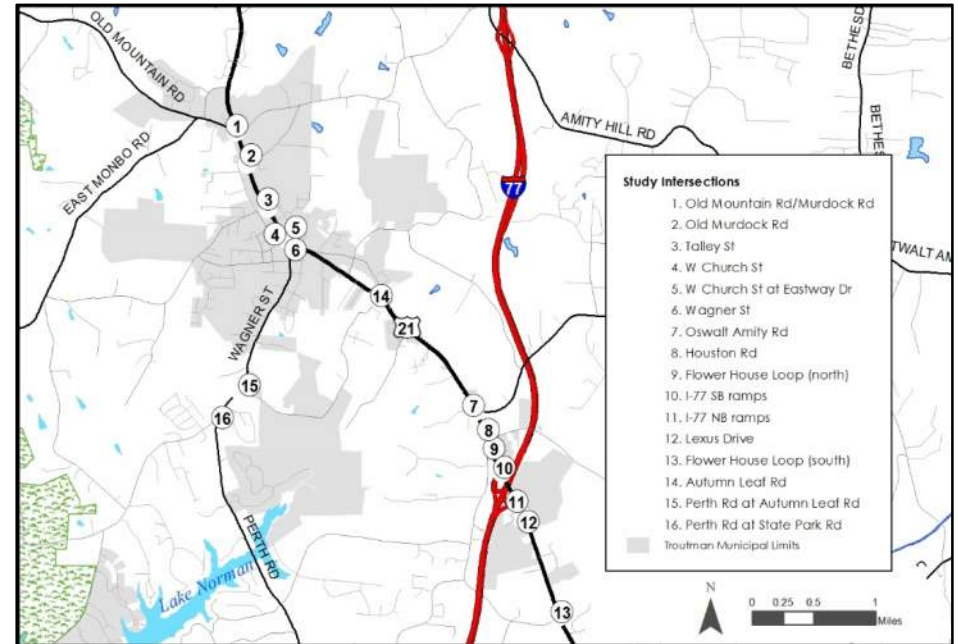 OLD MOUNTAIN RD
EAST MONBO RD
WAGNER ST
PERTH RD
Lake Norman
AMITY HILL RD
BETHESD
BETHES
TWALT AM
77
21
1
2
3
4
5
6
14
15
16
7
8
9
10
11
12
13
Study Intersections
1. Old Mountain Rd/Murdock Rd
2. Old Murdock Rd
3. Talley St
4. W Church St
5. W Church St at Eastway Dr
6. Wagner St
7. Oswalt Amity Rd
8. Houston Rd
9. Flower House Loop (north)
10. I-77 SB ramps
11. I-77 NB ramps
12. Lexus Drive
13. Flower House Loop (south)
14. Autumn Leaf Rd
15. Perth Rd at Autumn Leaf Rd
16. Perth Rd at State Park Rd
Troutman Municipal Limits
N
0 0.25 0.5 1
Miles